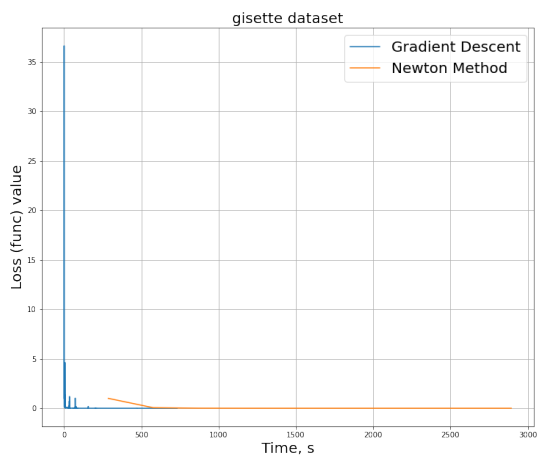 gisette dataset
Gradient Descent
Newton Method
Loss (func) value
35
30
25
20
15
10
5
0
0 500 1000 1500 2000 2500 3000
Time, s